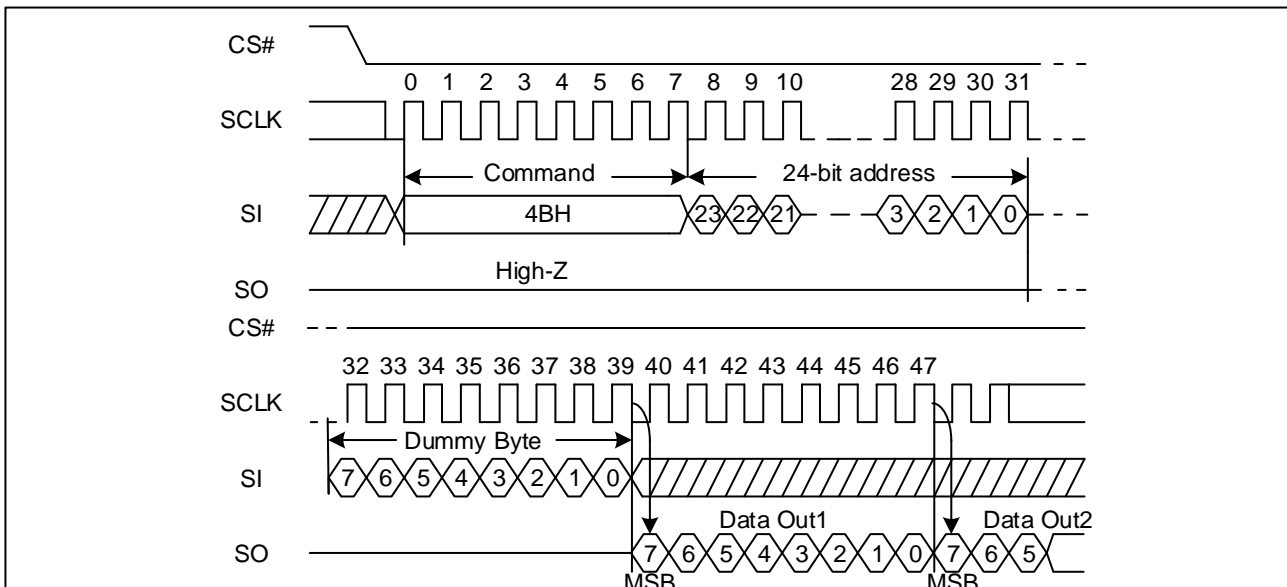 CS#
0 1 2 3 4 5 6 7 8 9 10 28 29 30 31
SCLK
Command 24-bit address
SI 4BH 23 22 21 3 2 1 0
High-Z
SO
CS#
32 33 34 35 36 37 38 39 40 41 42 43 44 45 46 47
SCLK
Dummy Byte
SI 7 6 5 4 3 2 1 0
Data Out1 Data Out2
SO 7 6 5 4 3 2 1 0 7 6 5
MSB MSB